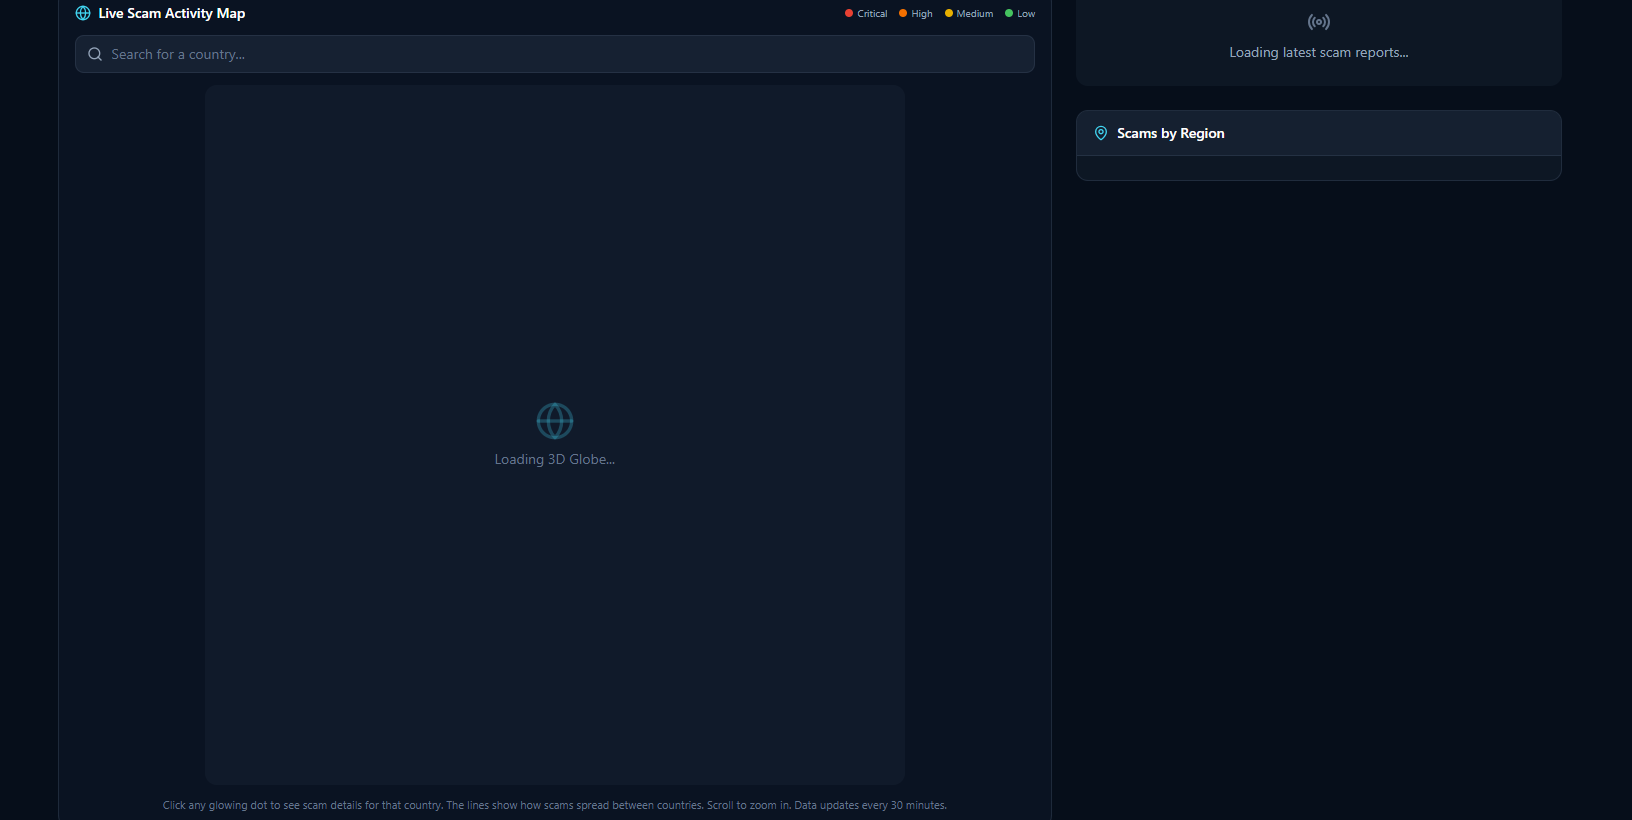 Live Scam Activity Map
Critical
High
Medium
Low
Search for a country...
Loading 3D Globe...
Click any glowing dot to see scam details for that country. The lines show how scams spread between countries. Scroll to zoom in. Data updates every 30 minutes.
Loading latest scam reports...
Scams by Region